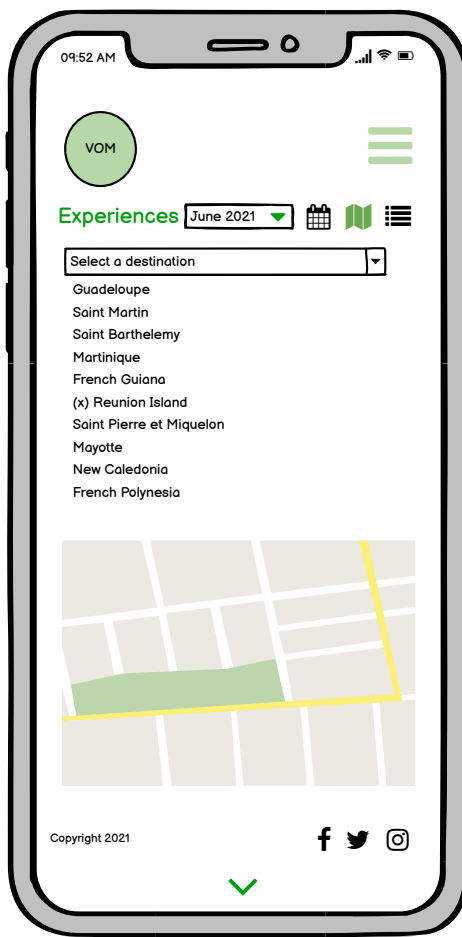 09:52 AM
VOM
Experiences June 2021
Select a destination
Guadeloupe
Saint Martin
Saint Barthelemy
Martinique
French Guiana
(x) Reunion Island
Saint Pierre et Miquelon
Mayotte
New Caledonia
French Polynesia
Copyright 2021